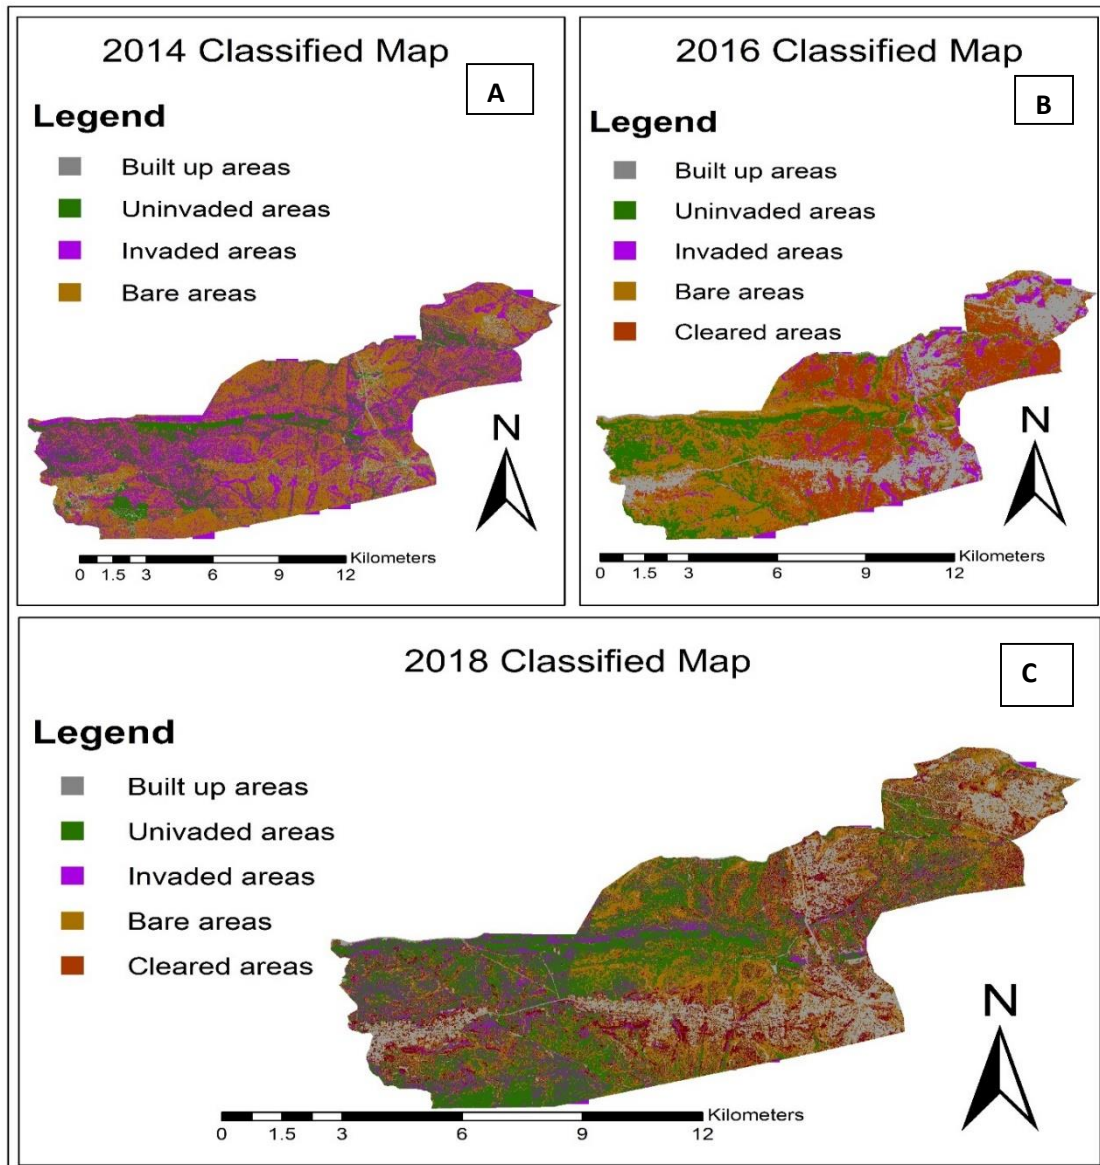 2014 Classified Map
A
Legend
Built up areas
Uninvaded areas
Invaded areas
Bare areas
N
Kilometers
0 1.5 3 6 9 12
2016 Classified Map
B
Legend
Built up areas
Uninvaded areas
Invaded areas
Bare areas
Cleared areas
N
Kilometers
0 1.5 3 6 9 12
2018 Classified Map
C
Legend
Built up areas
Univaded areas
Invaded areas
Bare areas
Cleared areas
N
Kilometers
0 1.5 3 6 9 12